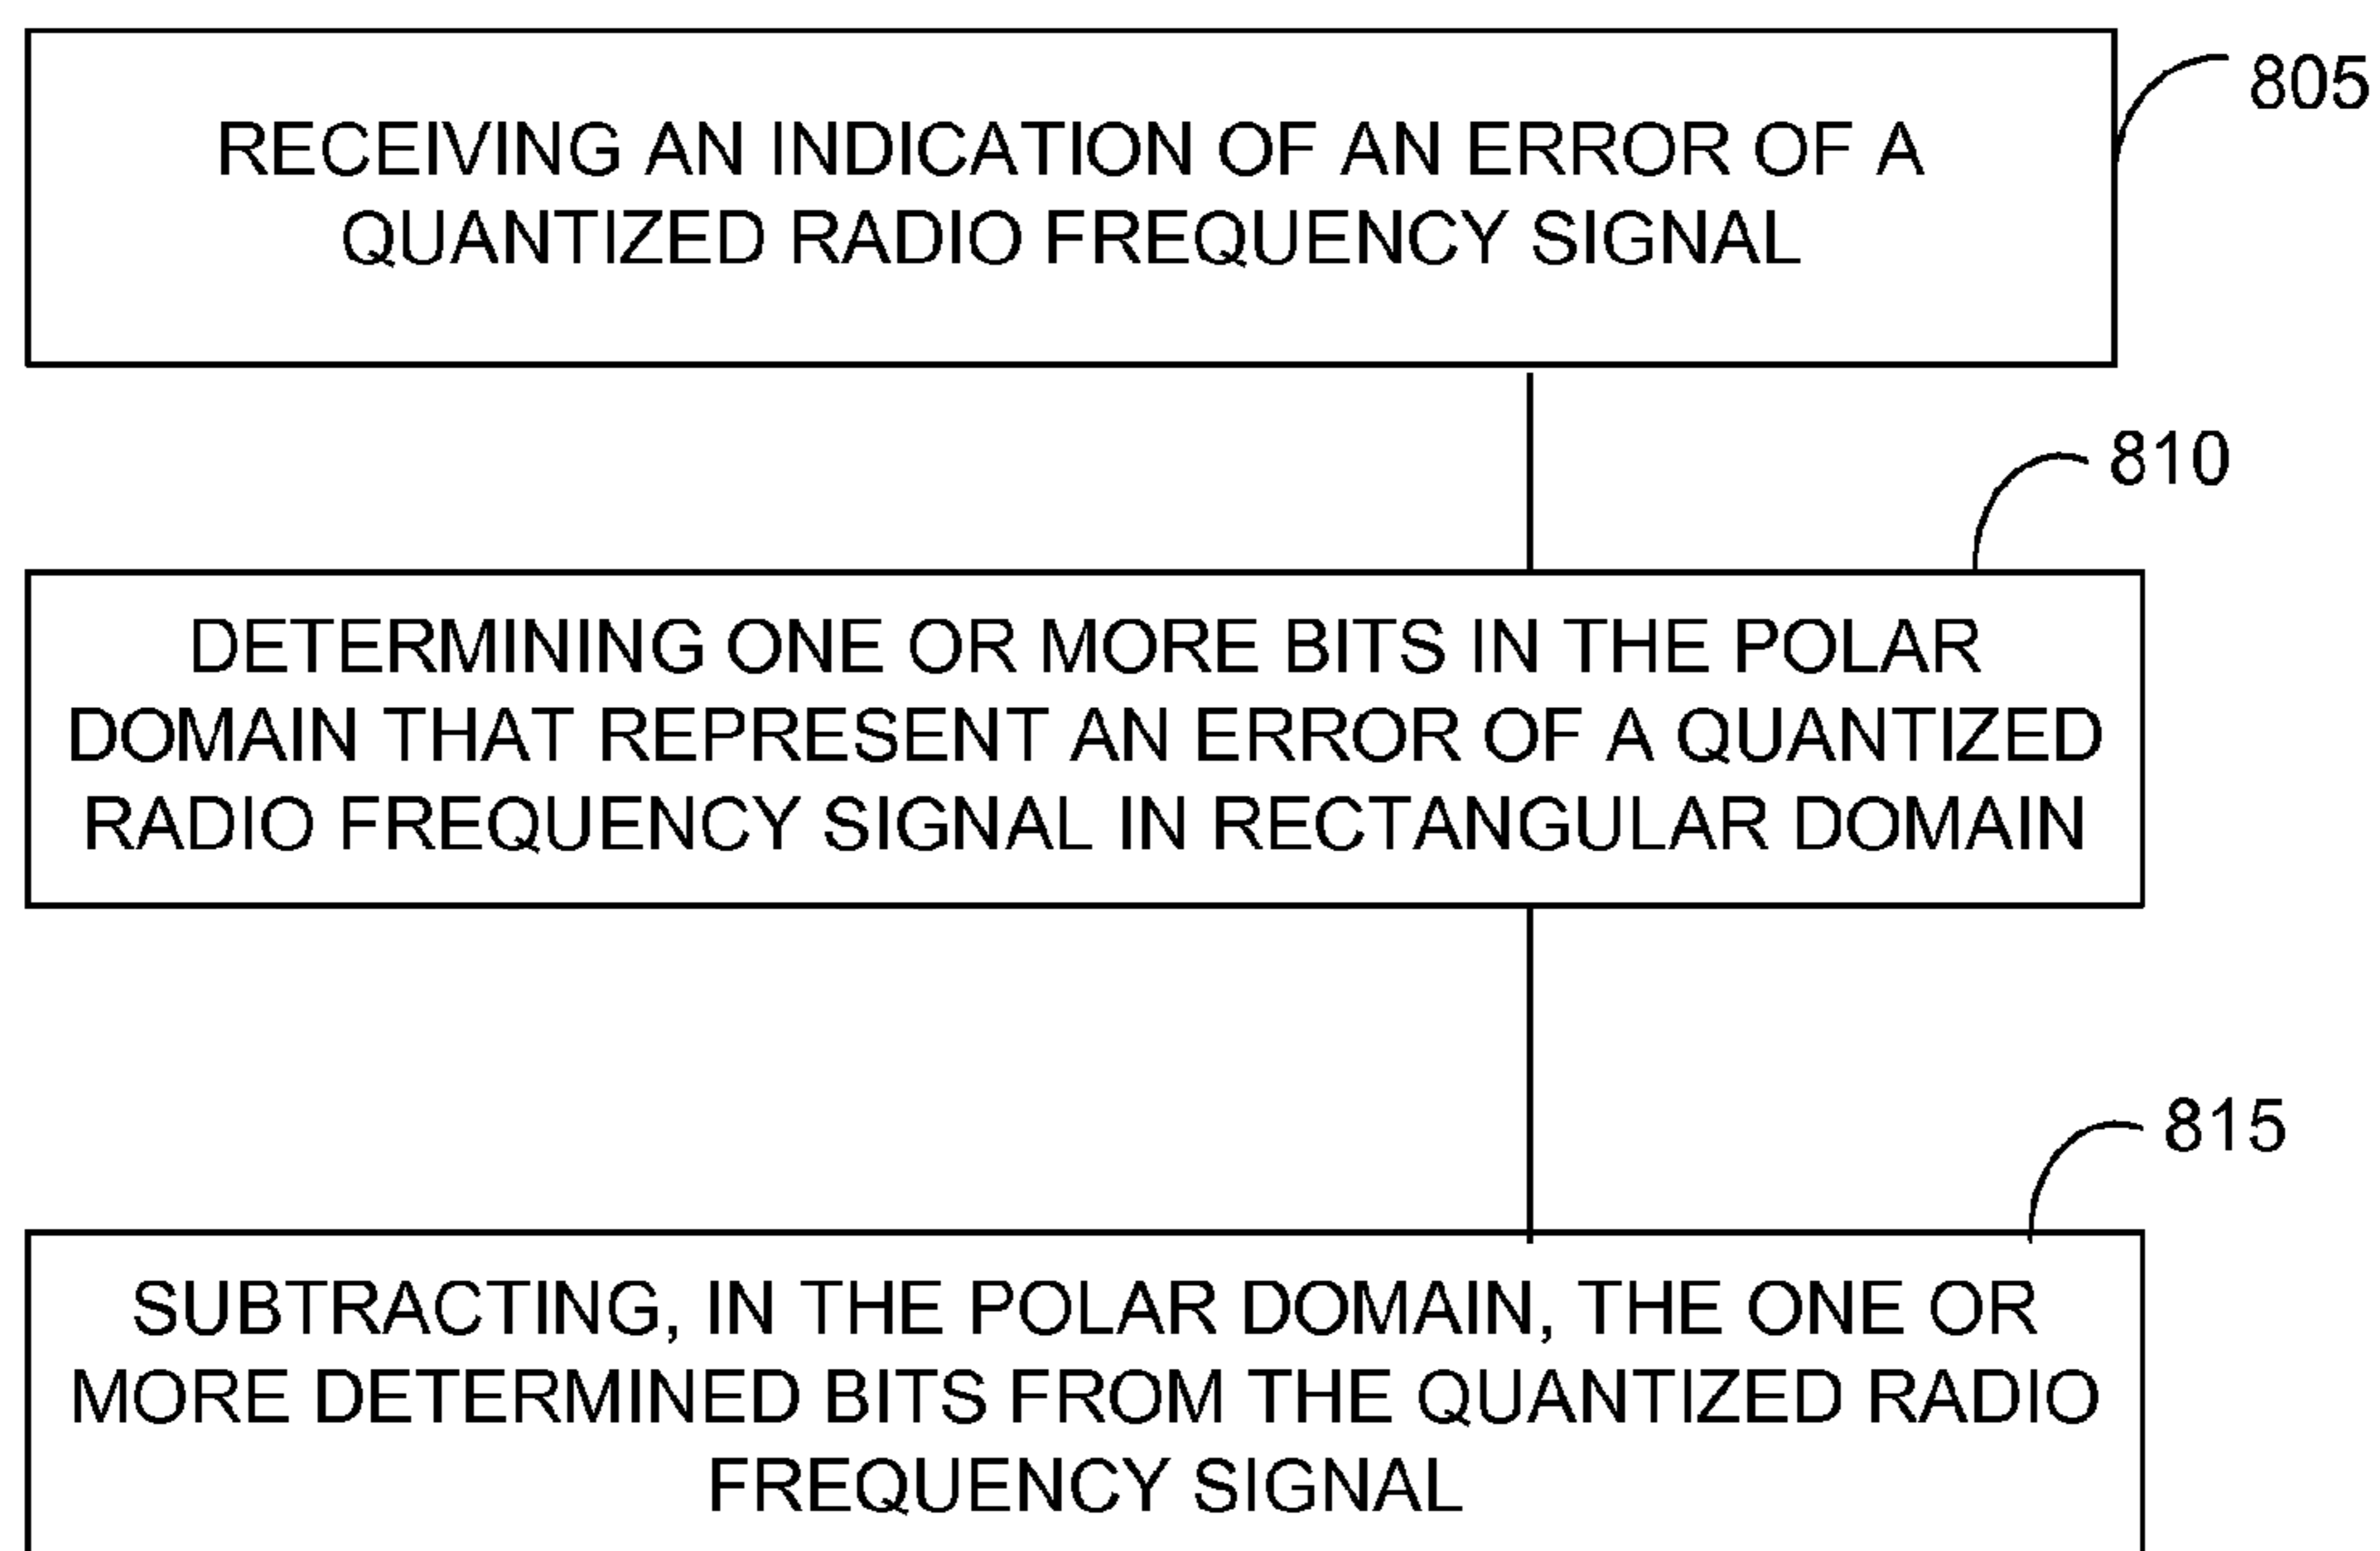 805
RECEIVING AN INDICATION OF AN ERROR OF A
QUANTIZED RADIO FREQUENCY SIGNAL
810
DETERMINING ONE OR MORE BITS IN THE POLAR
DOMAIN THAT REPRESENT AN ERROR OF A QUANTIZED
RADIO FREQUENCY SIGNAL IN RECTANGULAR DOMAIN
815
SUBTRACTING, IN THE POLAR DOMAIN, THE ONE OR
MORE DETERMINED BITS FROM THE QUANTIZED RADIO
FREQUENCY SIGNAL